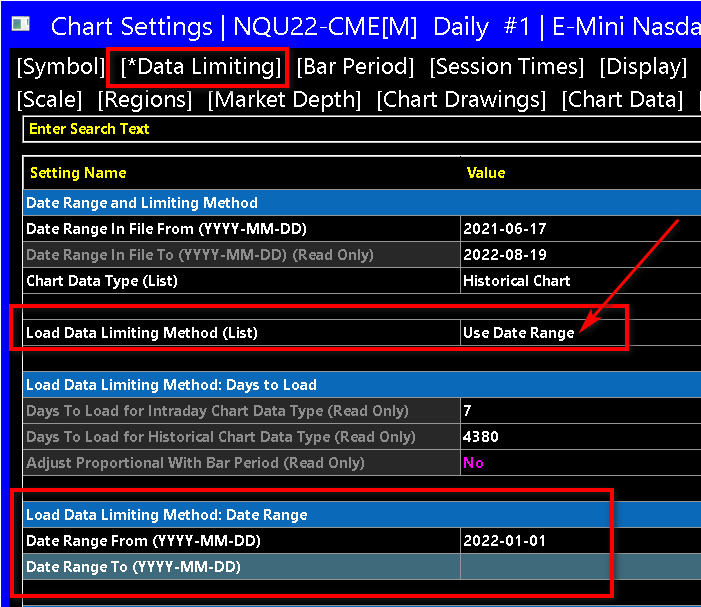 Chart Settings | NQU22-CME[M] Daily #1 | E-Mini Nasda
[Symbol] [*Data Limiting] [Bar Period] [Session Times] [Display]
[Scale] [Regions] [Market Depth] [Chart Drawings] [Chart Data] [
Enter Search Text
Setting Name Value
Date Range and Limiting Method
Date Range In File From (YYYY-MM-DD) 2021-06-17
Date Range In File To (YYYY-MM-DD) (Read Only) 2022-08-19
Chart Data Type (List) Historical Chart
Load Data Limiting Method (List) Use Date Range
Load Data Limiting Method: Days to Load
Days To Load for Intraday Chart Data Type (Read Only) 7
Days To Load for Historical Chart Data Type (Read Only) 4380
Adjust Proportional With Bar Period (Read Only) No
Load Data Limiting Method: Date Range
Date Range From (YYYY-MM-DD) 2022-01-01
Date Range To (YYYY-MM-DD)